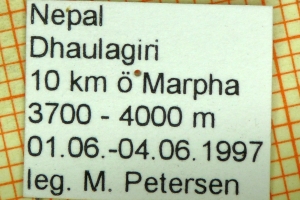 Nepal
Dhaulagiri
10 km ö Marpha
3700 - 4000 m
01.06.-04.06.1997
leg. M. Petersen